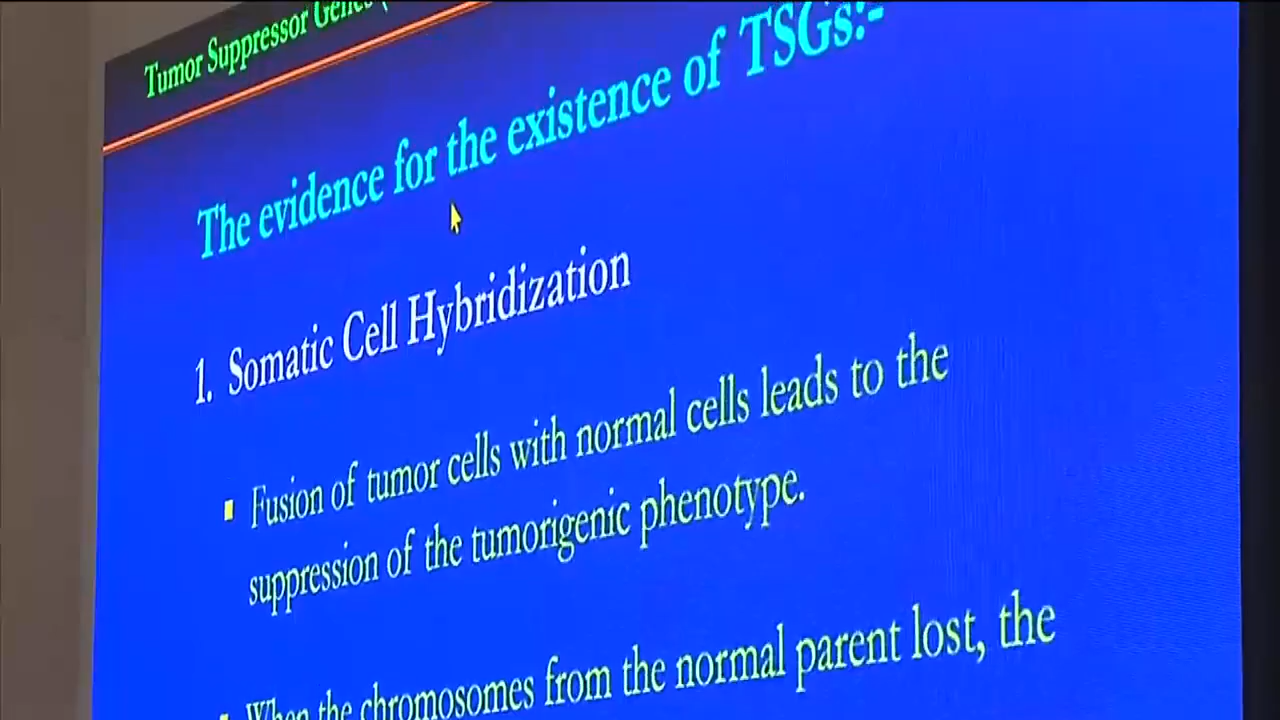 Tumor Suppressor Genes (
The evidence for the existence of TSGs:-
1. Somatic Cell Hybridization
▪ Fusion of tumor cells with normal cells leads to the
suppression of the tumorigenic phenotype.
▪ When the chromosomes from the normal parent lost, the